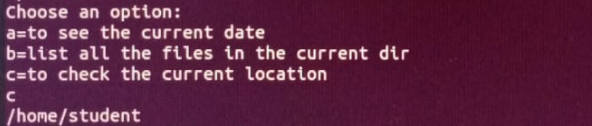 Choose an option:
a=to see the current date
b=list all the files in the current dir
c=to check the current location
c
/home/student